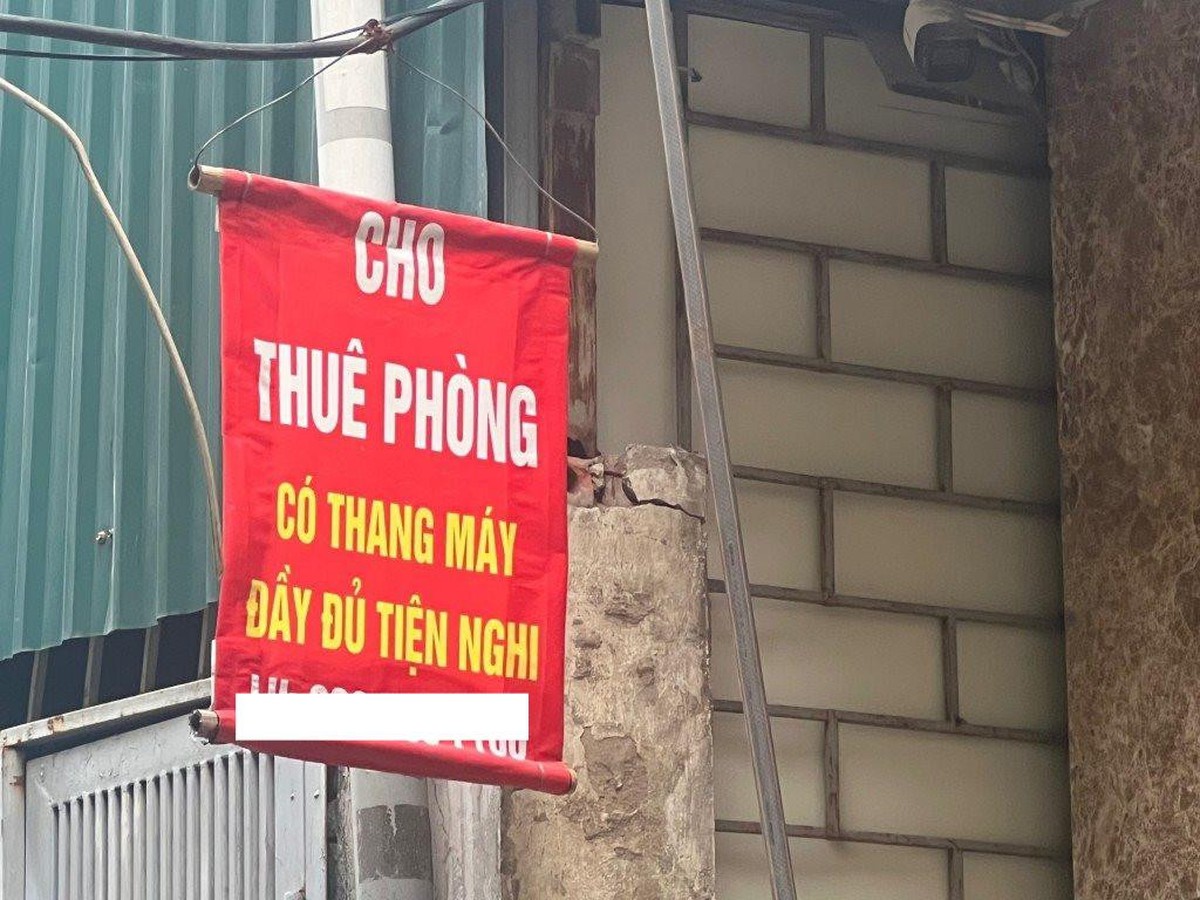 CHO
THUÊ PHÒNG
CÓ THANG MÁY
ĐẦY ĐỦ TIỆN NGHI